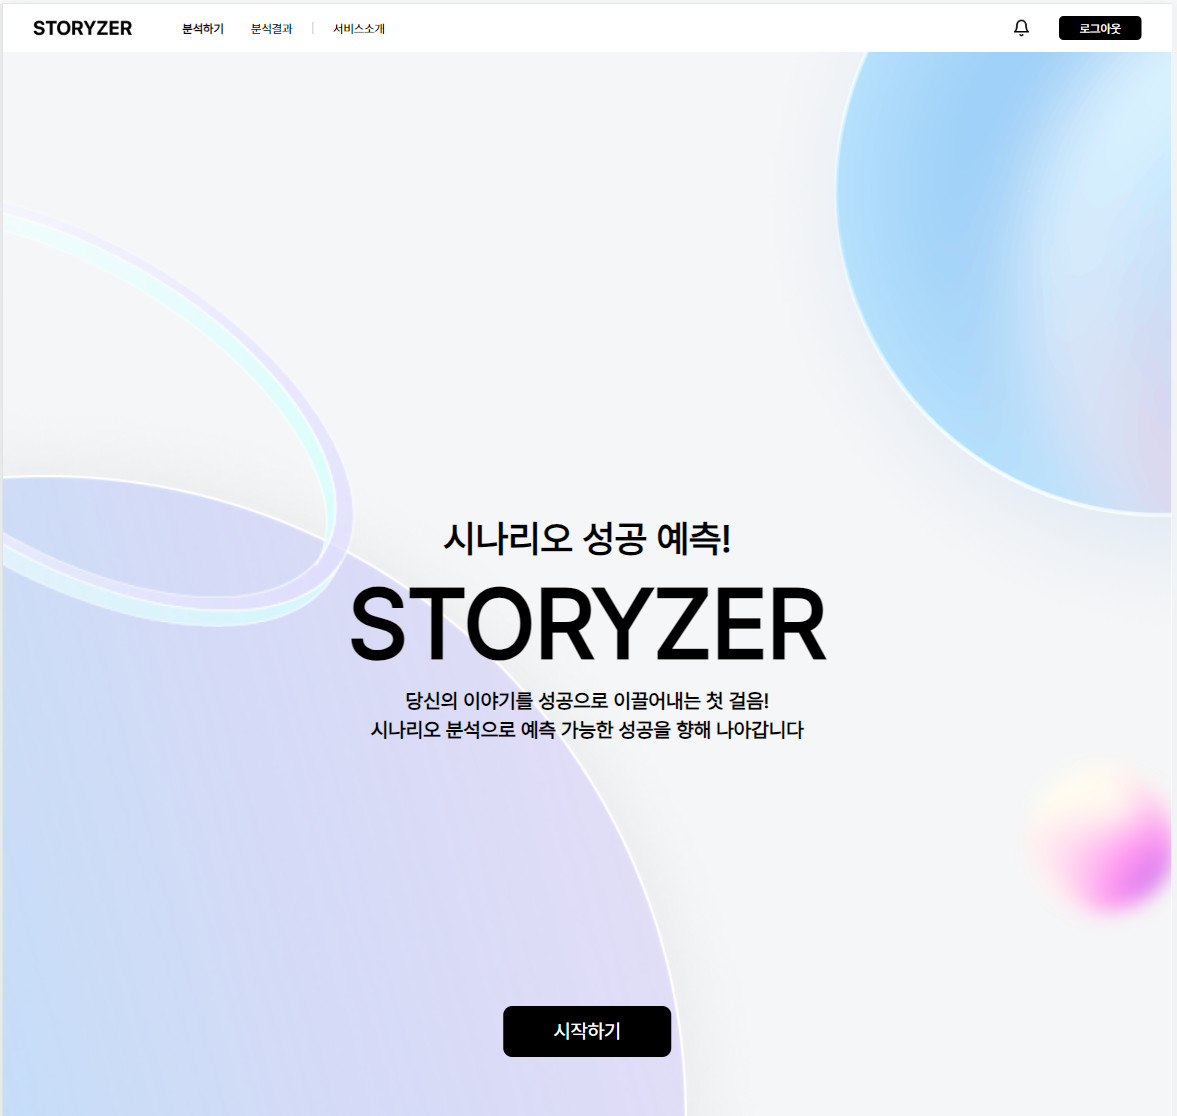 STORYZER 분석하기 분석결과 | 서비스소개 로그아웃
시나리오 성공 예측!
STORYZER
당신의 이야기를 성공으로 이끌어내는 첫 걸음!
시나리오 분석으로 예측 가능한 성공을 향해 나아갑니다
시작하기